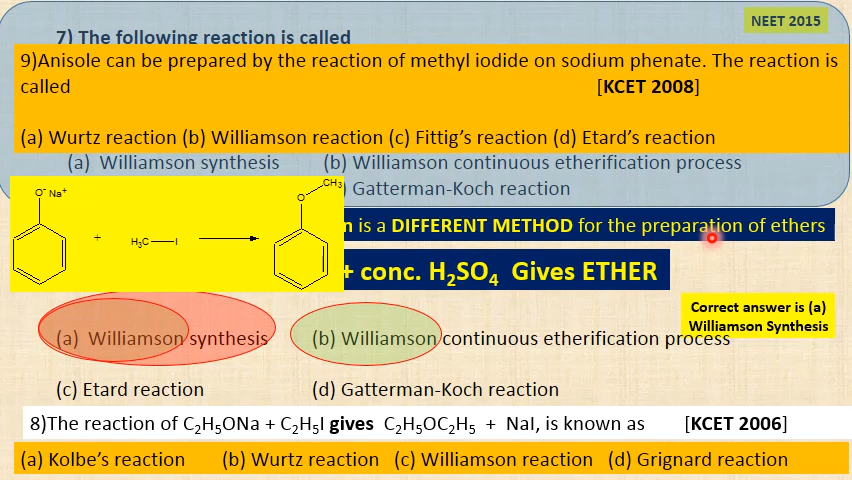 NEET 2015
7) The following reaction is called
9)Anisole can be prepared by the reaction of methyl iodide on sodium phenate. The reaction is
called [KCET 2008]
(a) Wurtz reaction (b) Williamson reaction (c) Fittig's reaction (d) Etard's reaction
(a) Williamson synthesis (b) Williamson continuous etherification process
) Gatterman-Koch reaction
O⁻ Na⁺
+ H₃C I
O CH₃
n is a DIFFERENT METHOD for the preparation of ethers
+ conc. H₂SO₄ Gives ETHER
Correct answer is (a)
Williamson Synthesis
(a) Williamson synthesis (b) Williamson continuous etherification process
(c) Etard reaction (d) Gatterman-Koch reaction
8)The reaction of C₂H₅ONa + C₂H₅I gives C₂H₅OC₂H₅ + NaI, is known as [KCET 2006]
(a) Kolbe's reaction (b) Wurtz reaction (c) Williamson reaction (d) Grignard reaction